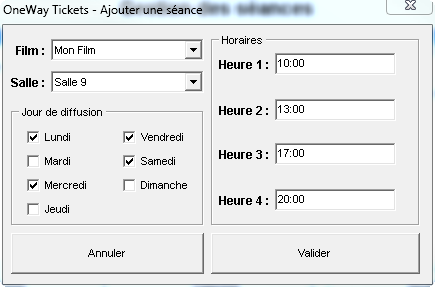 OneWay Tickets - Ajouter une séance
des séances
Film :
Mon Film
Salle :
Salle 9
Jour de diffusion
Lundi
Vendredi
Mardi
Samedi
Mercredi
Dimanche
Jeudi
Horaires
Heure 1 :
10:00
Heure 2 :
13:00
Heure 3 :
17:00
Heure 4 :
20:00
Annuler
Valider